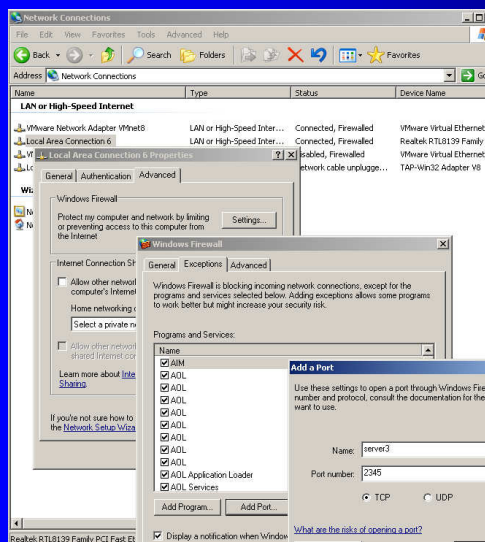 Network Connections
File Edit View Favorites Tools Advanced Help
Back Search Folders Favorites
Address Network Connections Go
Name Type Status Device Name
LAN or High-Speed Internet
VMware Network Adapter VMnet8 LAN or High-Speed Inter... Connected, Firewalled VMware Virtual Ethernet
Local Area Connection 6 LAN or High-Speed Inter... Connected, Firewalled Realtek RTL8139 Family
isabled, Firewalled VMware Virtual Ethernet
etwork cable unplugge... TAP-Win32 Adapter V8
Local Area Connection 6 Properties
General Authentication Advanced
Windows Firewall
Protect my computer and network by limiting
or preventing access to this computer from
the Internet
Settings...
Internet Connection Sh
Allow other networ
computer's Internet
Home networking c
Select a private n
Allow other networ
shared Internet con
Learn more about Inte
Sharing.
If you're not sure how to
the Network Setup Wiza
Windows Firewall
General Exceptions Advanced
Windows Firewall is blocking incoming network connections, except for the
programs and services selected below. Adding exceptions allows some programs
to work better but might increase your security risk.
Programs and Services:
Name
AIM
AOL
AOL
AOL
AOL
AOL
AOL
AOL
AOL
AOL Application Loader
AOL Services
Add Program... Add Port...
Display a notification when Window
Add a Port
Use these settings to open a port through Windows Fire
number and protocol, consult the documentation for the
want to use.
Name: server3
Port number: 2345
TCP UDP
What are the risks of opening a port?
Realtek RTL8139 Family PCI Fast Et